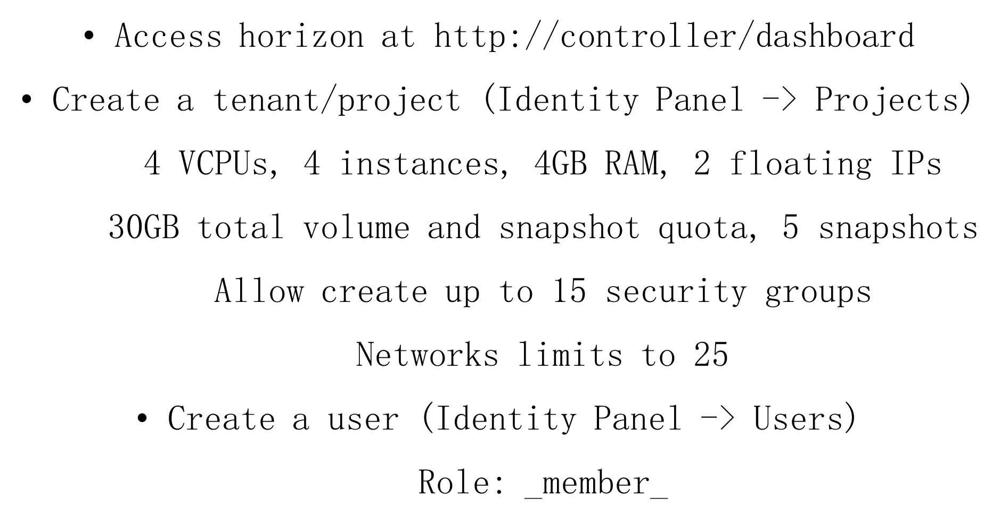 • Access horizon at http://controller/dashboard
• Create a tenant/project (Identity Panel -> Projects)
4 VCPUs, 4 instances, 4GB RAM, 2 floating IPs
30GB total volume and snapshot quota, 5 snapshots
Allow create up to 15 security groups
Networks limits to 25
• Create a user (Identity Panel -> Users)
Role: _member_